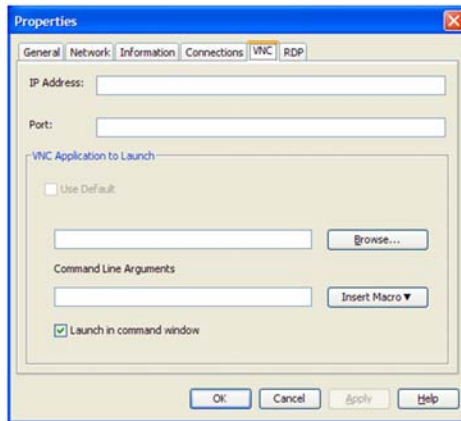 Properties
General Network Information Connections VNC RDP
IP Address:
Port:
VNC Application to Launch
Use Default
Browse...
Command Line Arguments
Insert Macro ▼
Launch in command window
OK Cancel Apply Help